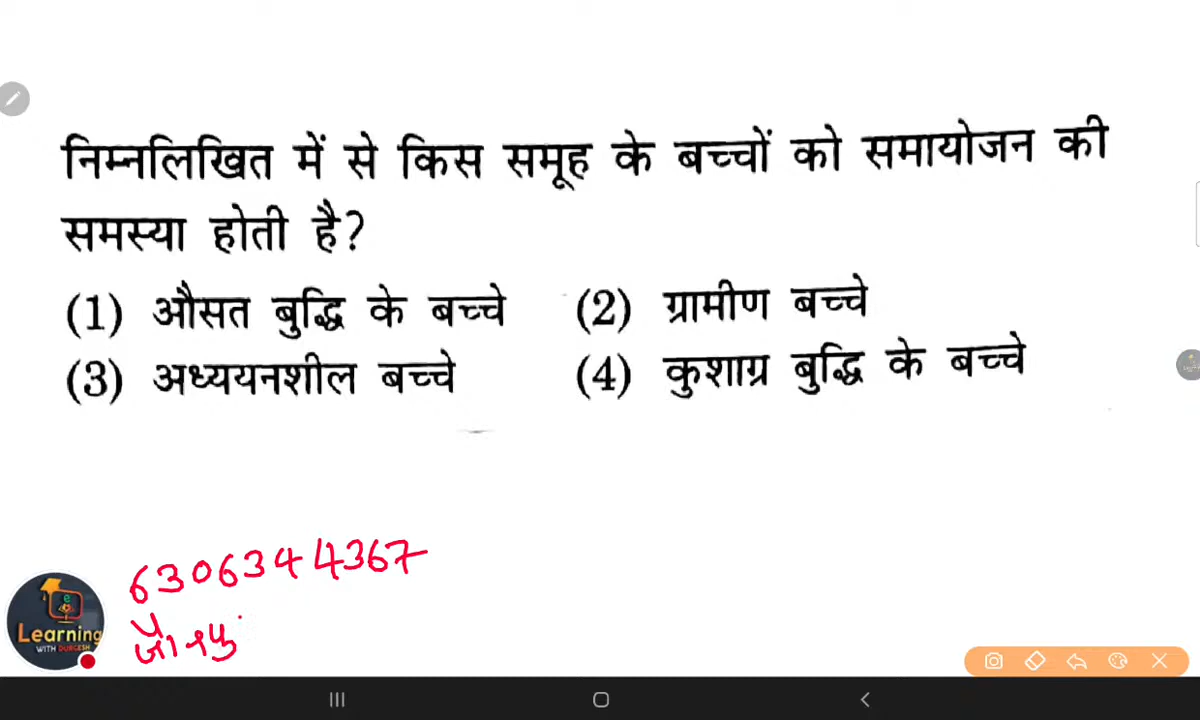 निम्नलिखित में से किस समूह के बच्चों को समायोजन की
समस्या होती है?
(1) औसत बुद्धि के बच्चे (2) ग्रामीण बच्चे
(3) अध्ययनशील बच्चे (4) कुशाग्र बुद्धि के बच्चे
6306344367
Learning
WITH DURGESH